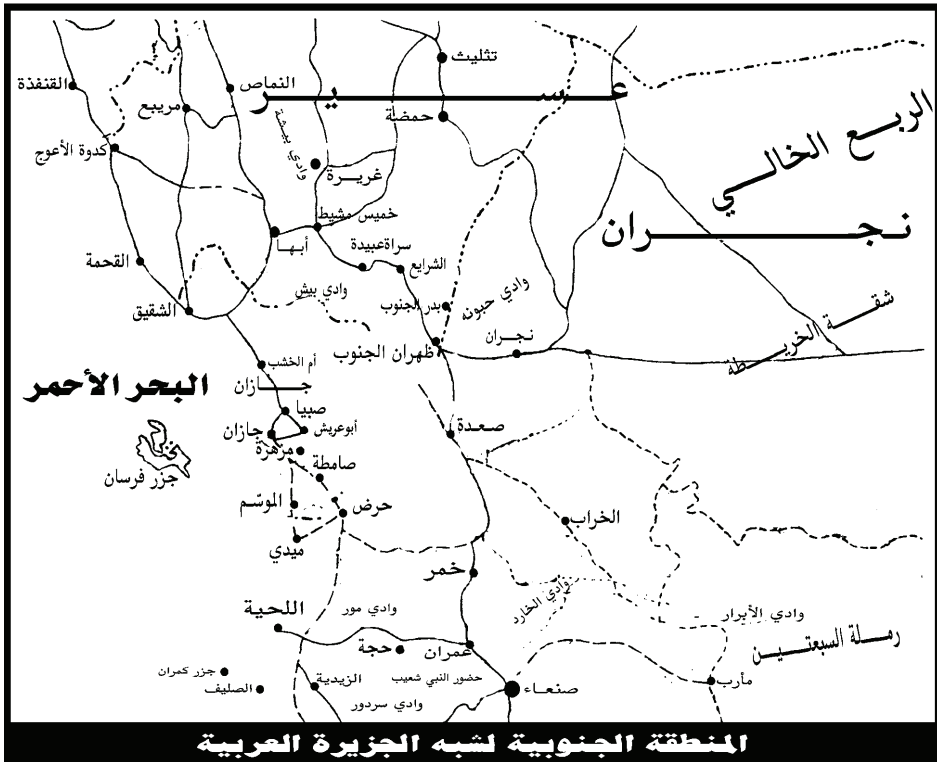 تثليث
النماص
القنفذة
عسير
مريبع
حمضة
الربع الخالي
كدوة الأعوج
وادي بيشة
غريرة
خميس مشيط
نجران
أبها
سراة عبيدة
الشرايع
القحمة
وادي بيش
بدر الجنوب
وادي حبونه
الشقيق
شقة الخريطة
نجران
ظهران الجنوب
أم الخشب
جازان
البحر الأحمر
صبيا
أبوعريش
جازان
صعدة
مزهرة
صامطة
جزر فرسان
الموسّم
حرض
الخراب
ميدي
خمر
وادي الخارد
وادي مور
اللحية
وادي الأبرار
رملة السبعتين
عمران
حجة
جزر كمران
حضور النبي شعيب
مأرب
الصليف
الزيدية
صنعاء
وادي سردور
المنطقة الجنوبية لشبه الجزيرة العربية